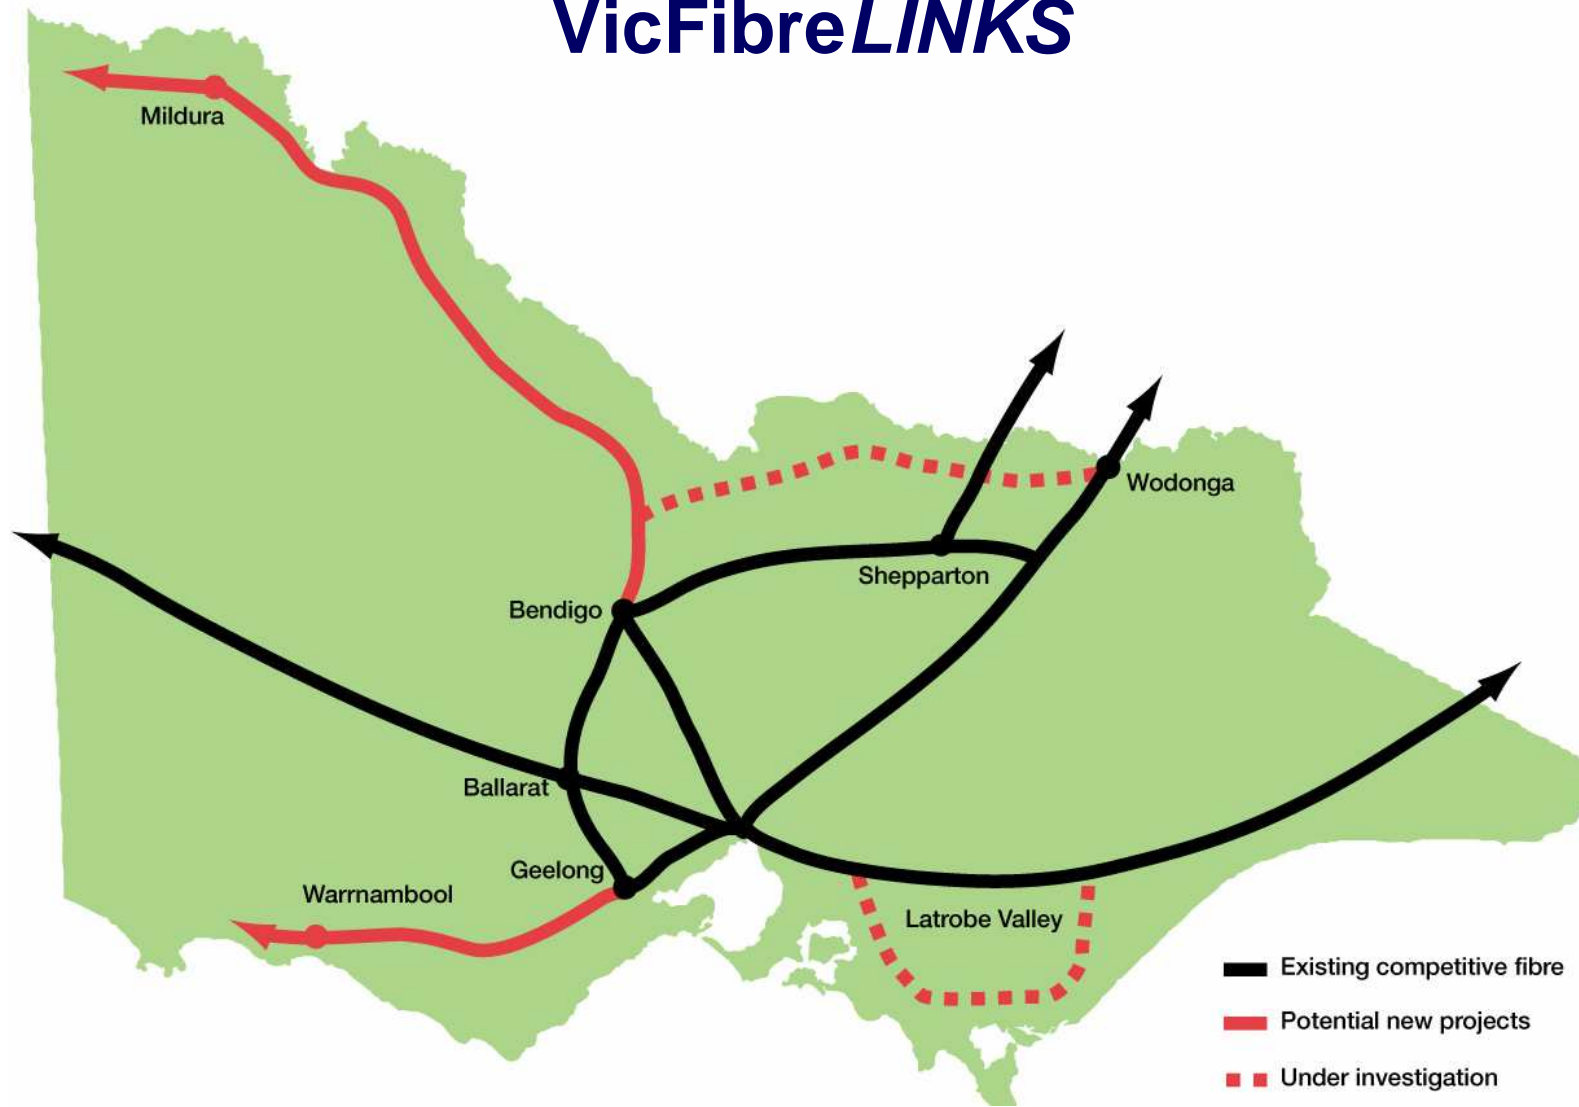 VicFibreLINKS
Mildura
Wodonga
Shepparton
Bendigo
Ballarat
Geelong
Warrnambool
Latrobe Valley
Existing competitive fibre
Potential new projects
Under investigation